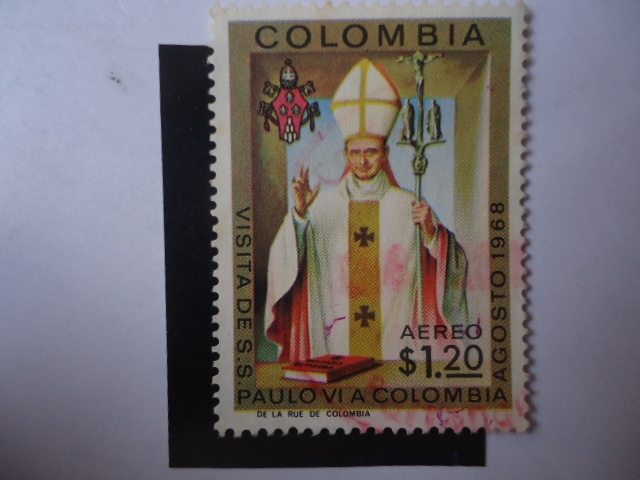 COLOMBIA
VISITA DE S.S.
PAULO VI A COLOMBIA
AGOSTO 1968
AEREO
$1.20
DE LA RUE DE COLOMBIA